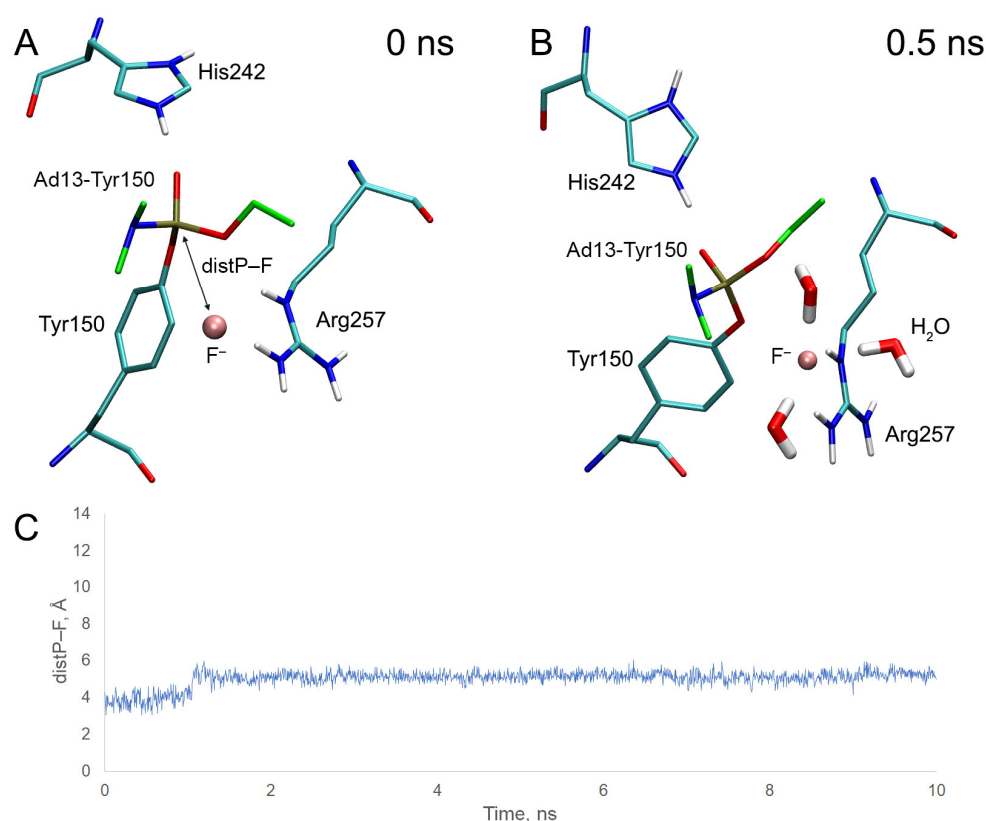 A
0 ns
His242
Ad13-Tyr150
distP–F
Tyr150
Arg257
F⁻
B
0.5 ns
His242
Ad13-Tyr150
H₂O
Tyr150
F⁻
Arg257
C
distP–F, Å
14
12
10
8
6
4
2
0
0 2 4 6 8 10
Time, ns